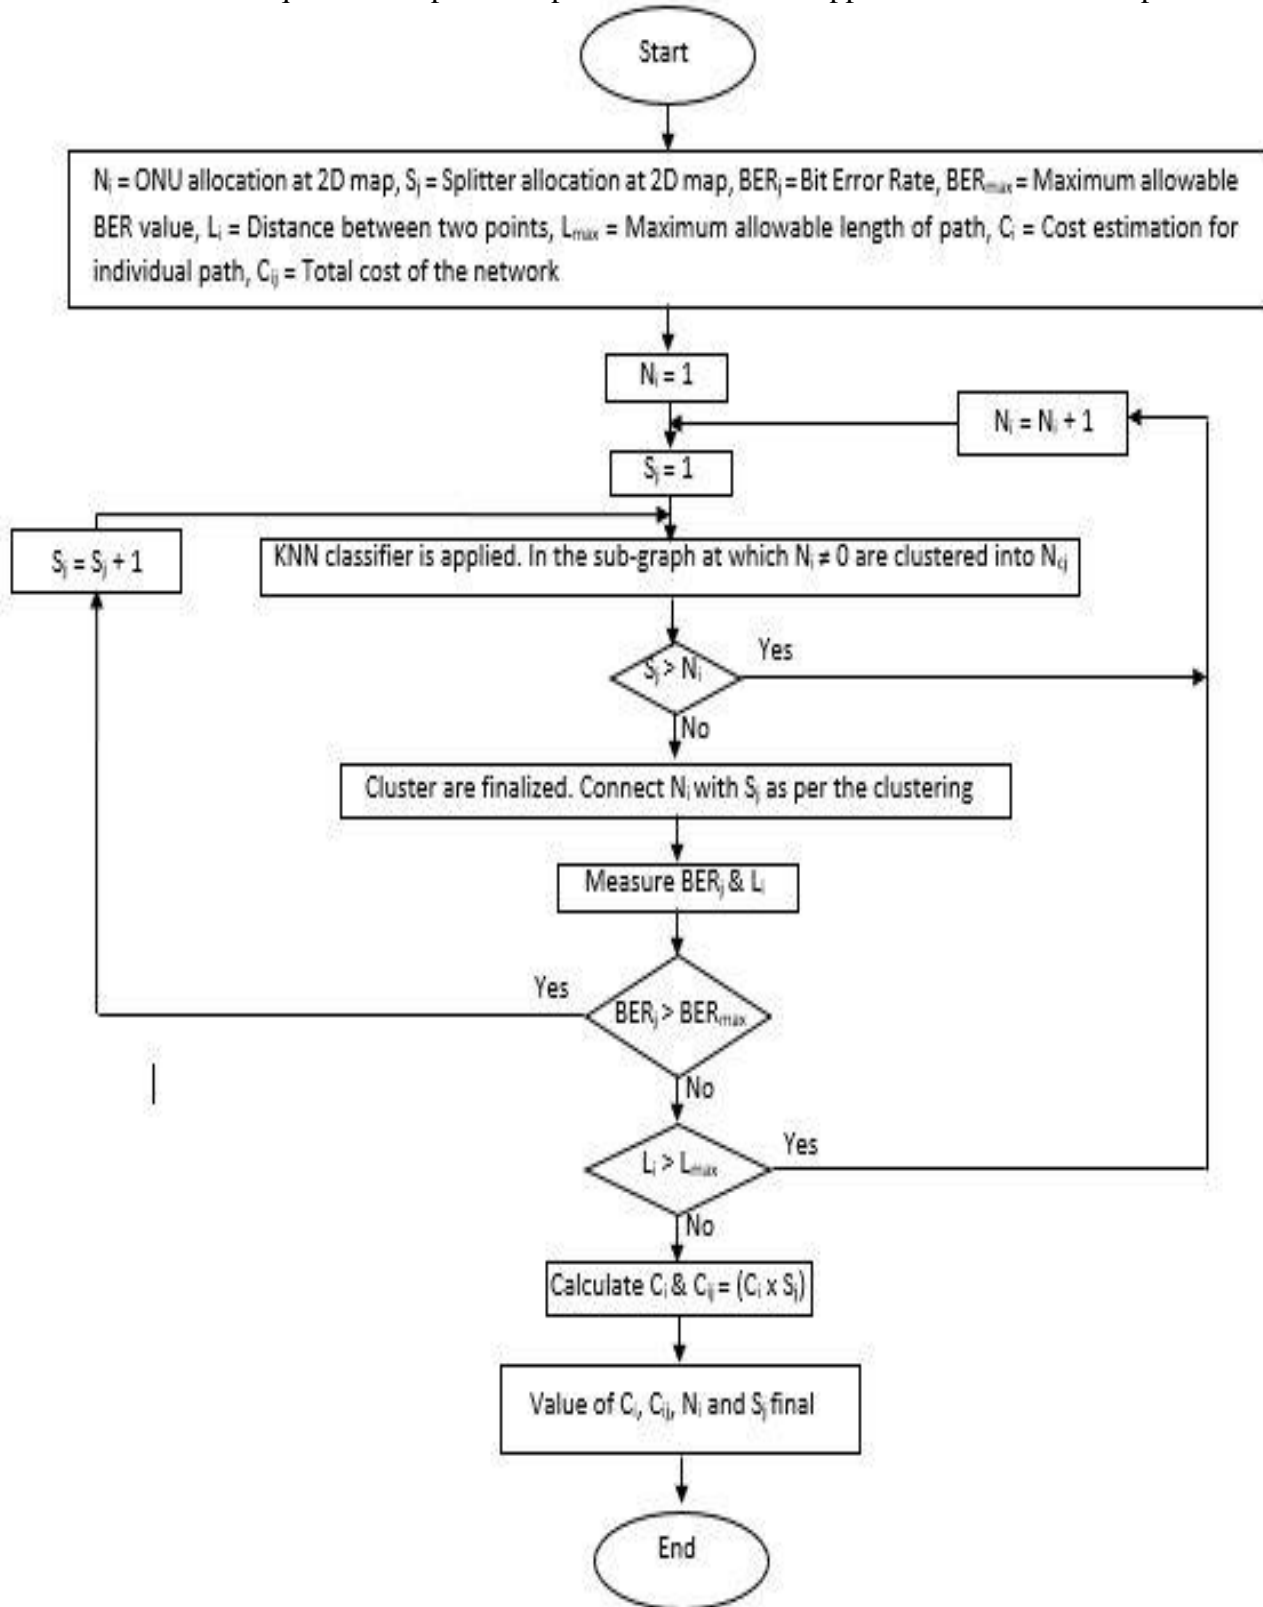 Start
Nᵢ = ONU allocation at 2D map, Sⱼ = Splitter allocation at 2D map, BERⱼ = Bit Error Rate, BERₘₐₓ = Maximum allowable
BER value, Lᵢ = Distance between two points, Lₘₐₓ = Maximum allowable length of path, Cᵢ = Cost estimation for
individual path, Cᵢⱼ = Total cost of the network
Nᵢ = 1
Nᵢ = Nᵢ + 1
Sⱼ = 1
Sⱼ = Sⱼ + 1
KNN classifier is applied. In the sub-graph at which Nᵢ ≠ 0 are clustered into N_cj
Sⱼ > Nᵢ
Yes
No
Cluster are finalized. Connect Nᵢ with Sⱼ as per the clustering
Measure BERⱼ & Lᵢ
Yes
BERⱼ > BERₘₐₓ
No
Lᵢ > Lₘₐₓ
Yes
No
Calculate Cᵢ & Cᵢⱼ = (Cᵢ x Sⱼ)
Value of Cᵢ, Cᵢⱼ, Nᵢ and Sⱼ final
End